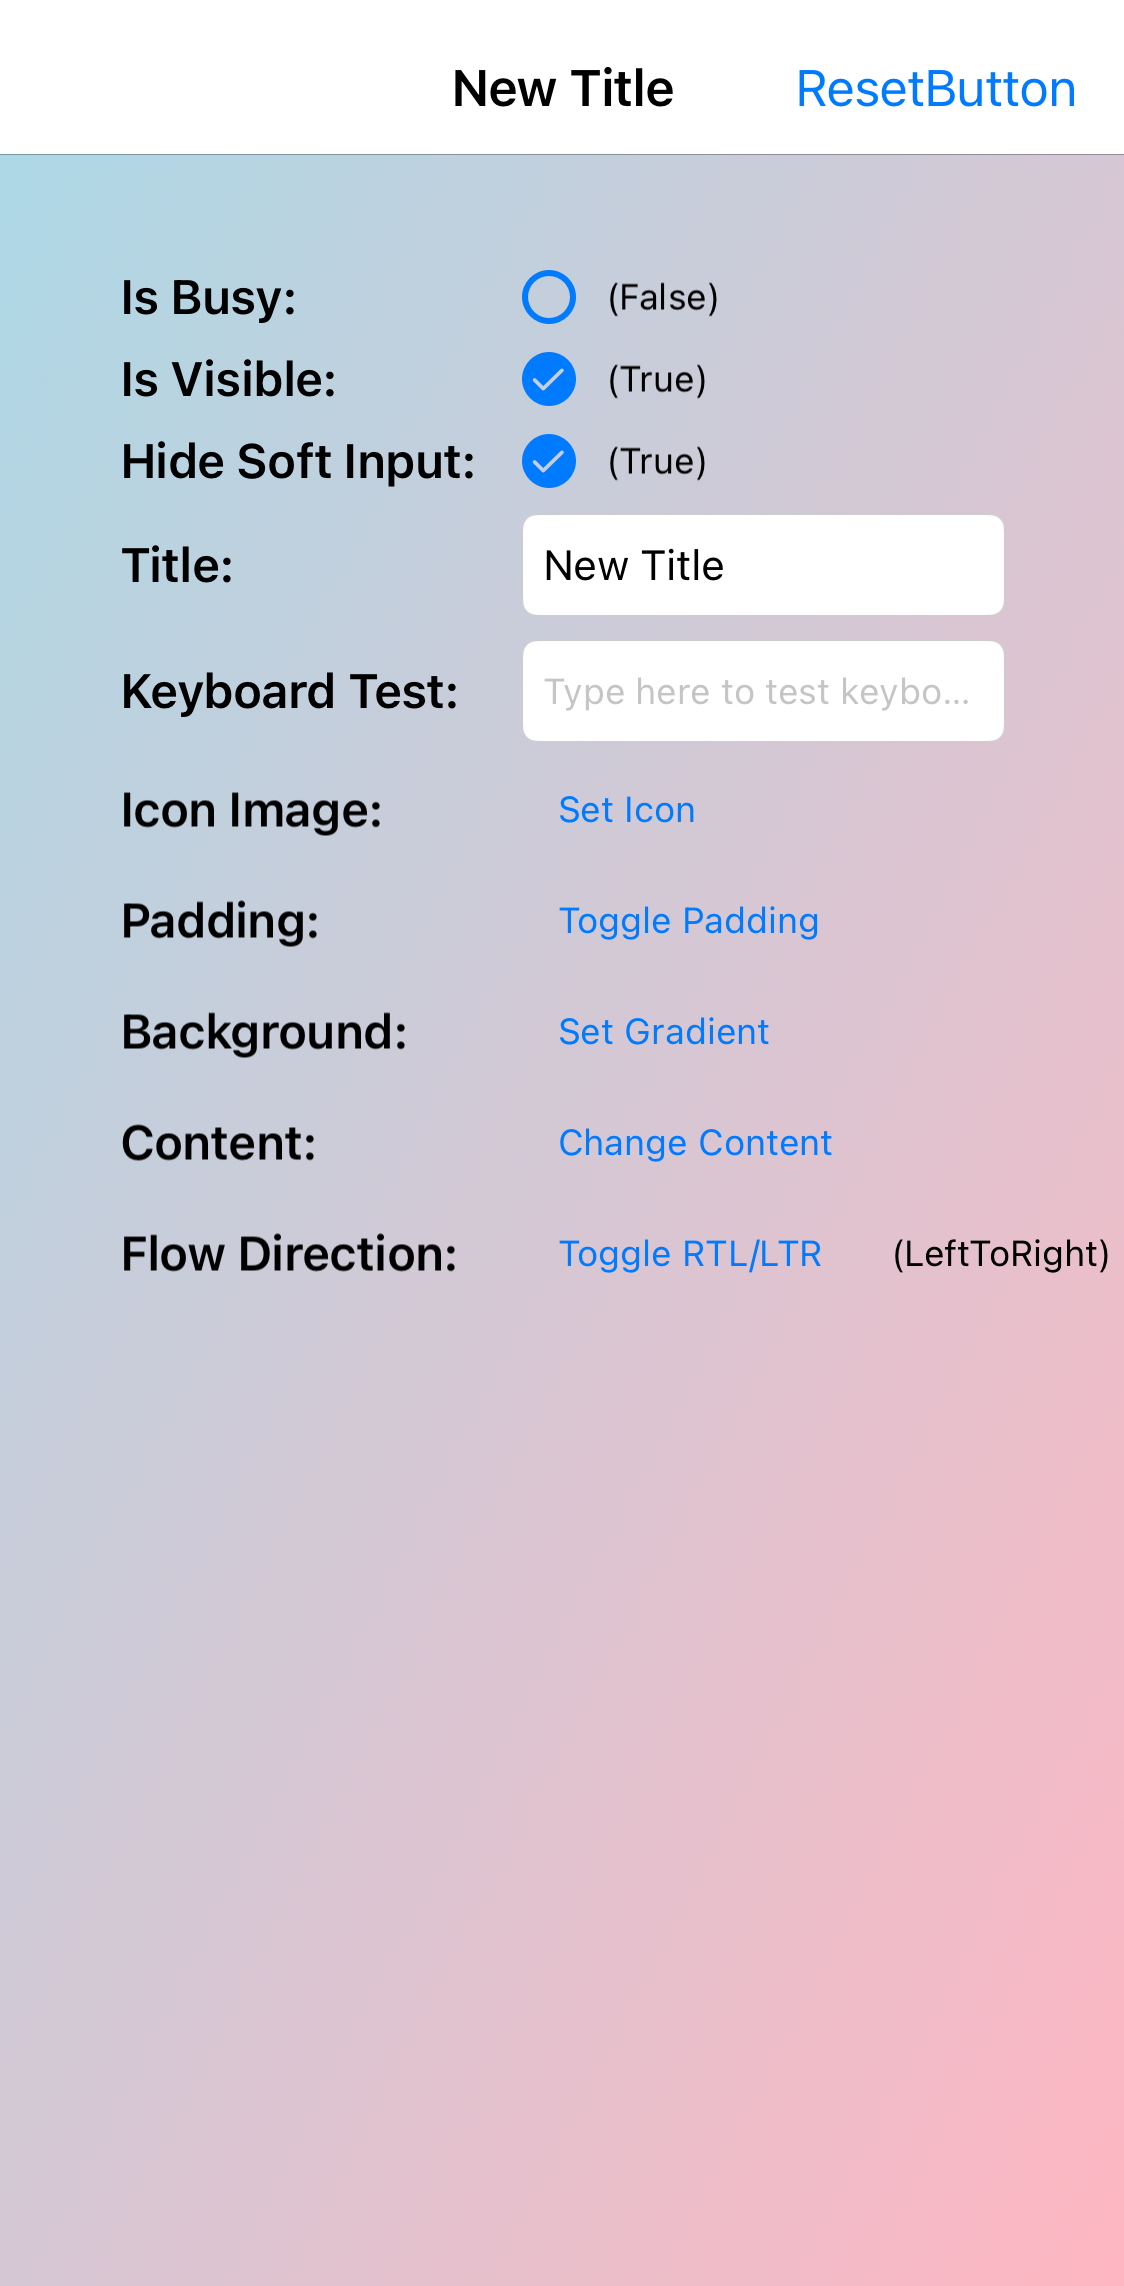 New Title
ResetButton
Is Busy: (False)
Is Visible: (True)
Hide Soft Input: (True)
Title: New Title
Keyboard Test: Type here to test keybo...
Icon Image: Set Icon
Padding: Toggle Padding
Background: Set Gradient
Content: Change Content
Flow Direction: Toggle RTL/LTR (LeftToRight)